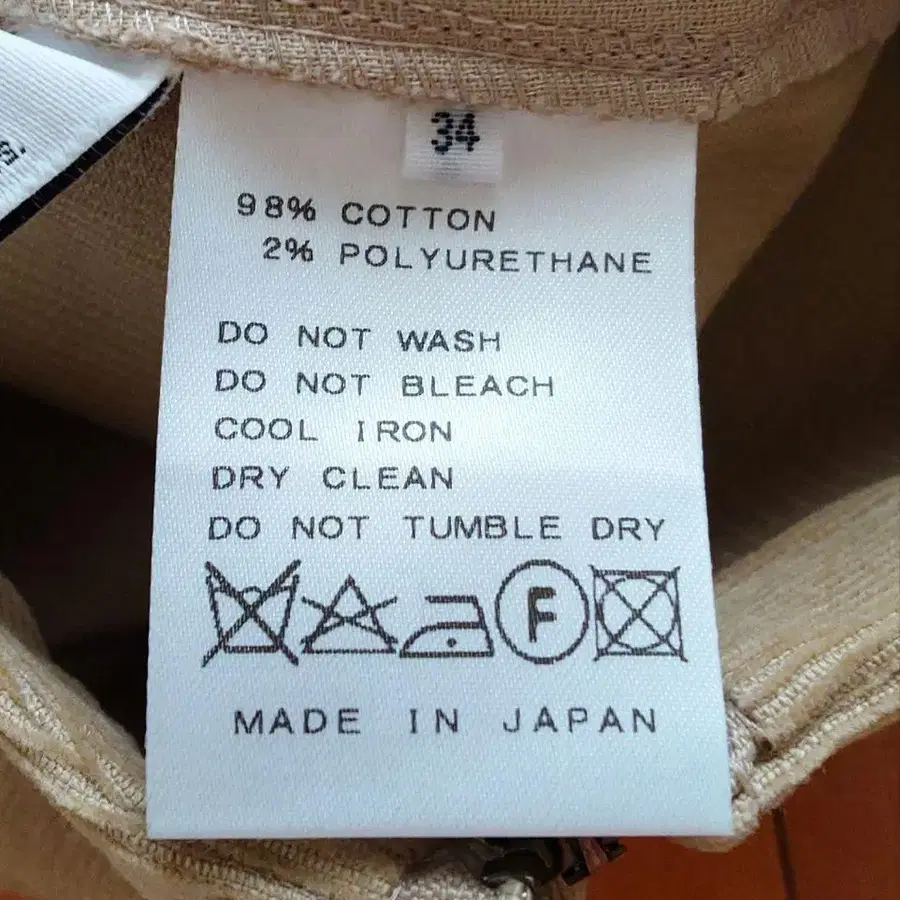 34
98% COTTON
2% POLYURETHANE
DO NOT WASH
DO NOT BLEACH
COOL IRON
DRY CLEAN
DO NOT TUMBLE DRY
F
MADE IN JAPAN